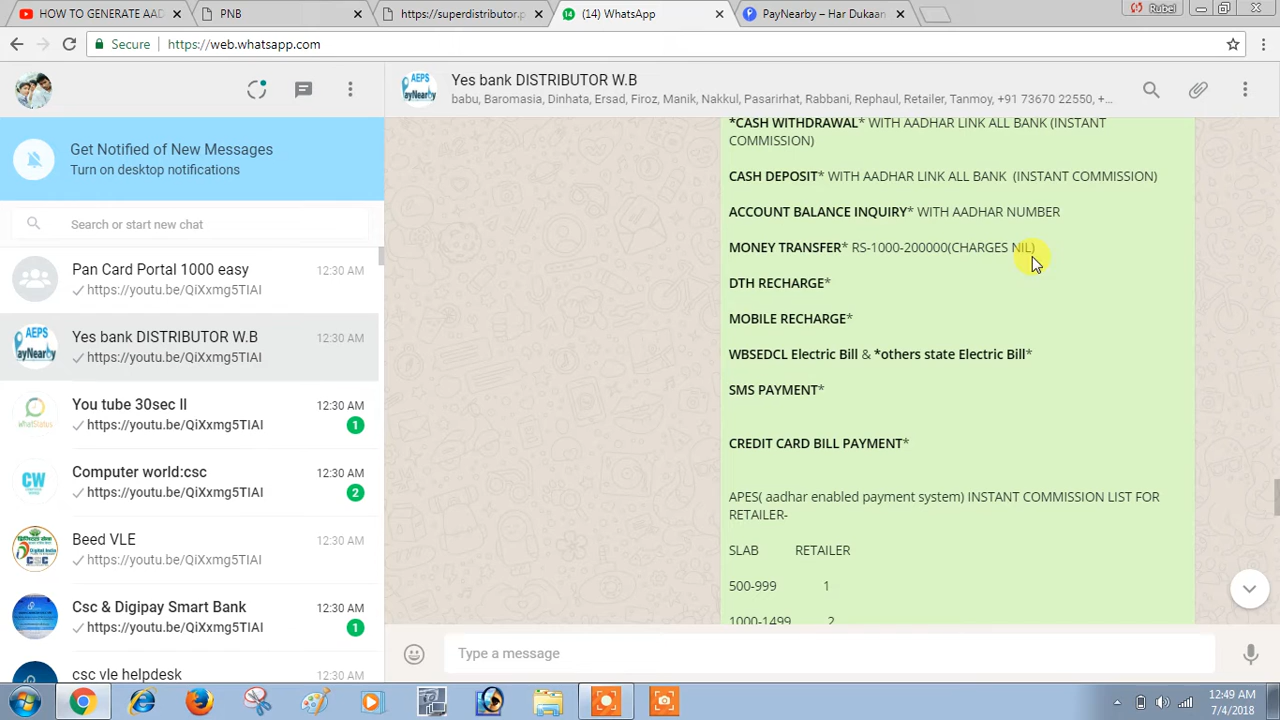 HOW TO GENERATE AAD
PNB
https://superdistributor.p
(14) WhatsApp
PayNearby – Har Dukaan
Rubel
Secure
https://web.whatsapp.com
Get Notified of New Messages
Turn on desktop notifications
Search or start new chat
Pan Card Portal 1000 easy
12:30 AM
https://youtu.be/QiXxmg5TIAI
Yes bank DISTRIBUTOR W.B
12:30 AM
https://youtu.be/QiXxmg5TIAI
You tube 30sec ll
12:30 AM
https://youtu.be/QiXxmg5TIAI
1
Computer world:csc
12:30 AM
https://youtu.be/QiXxmg5TIAI
2
Beed VLE
12:30 AM
https://youtu.be/QiXxmg5TIAI
Csc & Digipay Smart Bank
12:30 AM
https://youtu.be/QiXxmg5TIAI
1
csc vle helpdesk
12:30 AM
Yes bank DISTRIBUTOR W.B
babu, Baromasia, Dinhata, Ersad, Firoz, Manik, Nakkul, Pasarirhat, Rabbani, Rephaul, Retailer, Tanmoy, +91 73670 22550, +...
*CASH WITHDRAWAL* WITH AADHAR LINK ALL BANK (INSTANT
COMMISSION)
CASH DEPOSIT* WITH AADHAR LINK ALL BANK (INSTANT COMMISSION)
ACCOUNT BALANCE INQUIRY* WITH AADHAR NUMBER
MONEY TRANSFER* RS-1000-200000(CHARGES NIL)
DTH RECHARGE*
MOBILE RECHARGE*
WBSEDCL Electric Bill & *others state Electric Bill*
SMS PAYMENT*
CREDIT CARD BILL PAYMENT*
APES( aadhar enabled payment system) INSTANT COMMISSION LIST FOR
RETAILER-
SLAB RETAILER
500-999 1
1000-1499 2
Type a message
12:49 AM
7/4/2018